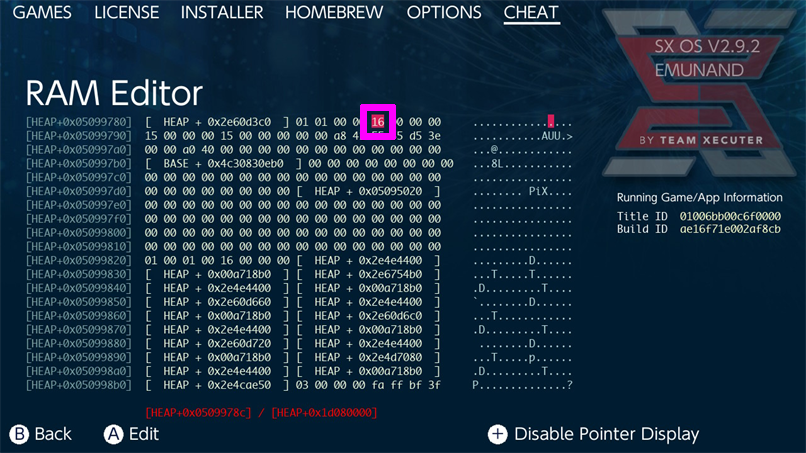 GAMES LICENSE INSTALLER HOMEBREW OPTIONS CHEAT
SX OS V2.9.2
EMUNAND
BY TEAM XECUTER
RAM Editor
[HEAP+0x05099780] [ HEAP + 0x2e60d3c0 ] 01 01 00 00 16 00 00 00 .............
[HEAP+0x05099790] 15 00 00 00 15 00 00 00 00 00 a8 d5 3e ...........AUU.>
[HEAP+0x050997a0] 00 00 a0 40 00 00 00 00 00 00 00 00 00 00 00 00 ...@............
[HEAP+0x050997b0] [ BASE + 0x4c30830eb0 ] 00 00 00 00 00 00 00 00 ...8L...........
[HEAP+0x050997c0] 00 00 00 00 00 00 00 00 00 00 00 00 00 00 00 00 ................
[HEAP+0x050997d0] 00 00 00 00 00 00 00 00 [ HEAP + 0x05095020 ] ........ PiX....
[HEAP+0x050997e0] 00 00 00 00 00 00 00 00 00 00 00 00 00 00 00 00 ................
[HEAP+0x050997f0] 00 00 00 00 00 00 00 00 00 00 00 00 00 00 00 00 ................
[HEAP+0x05099800] 00 00 00 00 00 00 00 00 00 00 00 00 00 00 00 00 ................
[HEAP+0x05099810] 00 00 00 00 00 00 00 00 00 00 00 00 00 00 00 00 ................
[HEAP+0x05099820] 01 00 01 00 16 00 00 00 [ HEAP + 0x2e4e4400 ] .........D......
[HEAP+0x05099830] [ HEAP + 0x00a718b0 ] [ HEAP + 0x2e6754b0 ] ...T.....T......
[HEAP+0x05099840] [ HEAP + 0x2e4e4400 ] [ HEAP + 0x00a718b0 ] .D.........T....
[HEAP+0x05099850] [ HEAP + 0x2e60d660 ] [ HEAP + 0x2e4e4400 ] `........D......
[HEAP+0x05099860] [ HEAP + 0x00a718b0 ] [ HEAP + 0x2e60d6c0 ] ...T............
[HEAP+0x05099870] [ HEAP + 0x2e4e4400 ] [ HEAP + 0x00a718b0 ] .D.........T....
[HEAP+0x05099880] [ HEAP + 0x2e60d720 ] [ HEAP + 0x2e4e4400 ] ........D......
[HEAP+0x05099890] [ HEAP + 0x00a718b0 ] [ HEAP + 0x2e4d7080 ] ...T.....p......
[HEAP+0x050998a0] [ HEAP + 0x2e4e4400 ] [ HEAP + 0x00a718b0 ] .D.........T....
[HEAP+0x050998b0] [ HEAP + 0x2e4cae50 ] 03 00 00 00 fa ff bf 3f P..............?
Running Game/App Information
Title ID 01006bb00c6f0000
Build ID ae16f71e002af8cb
[HEAP+0x0509978c] / [HEAP+0x1d080000]
B Back A Edit + Disable Pointer Display